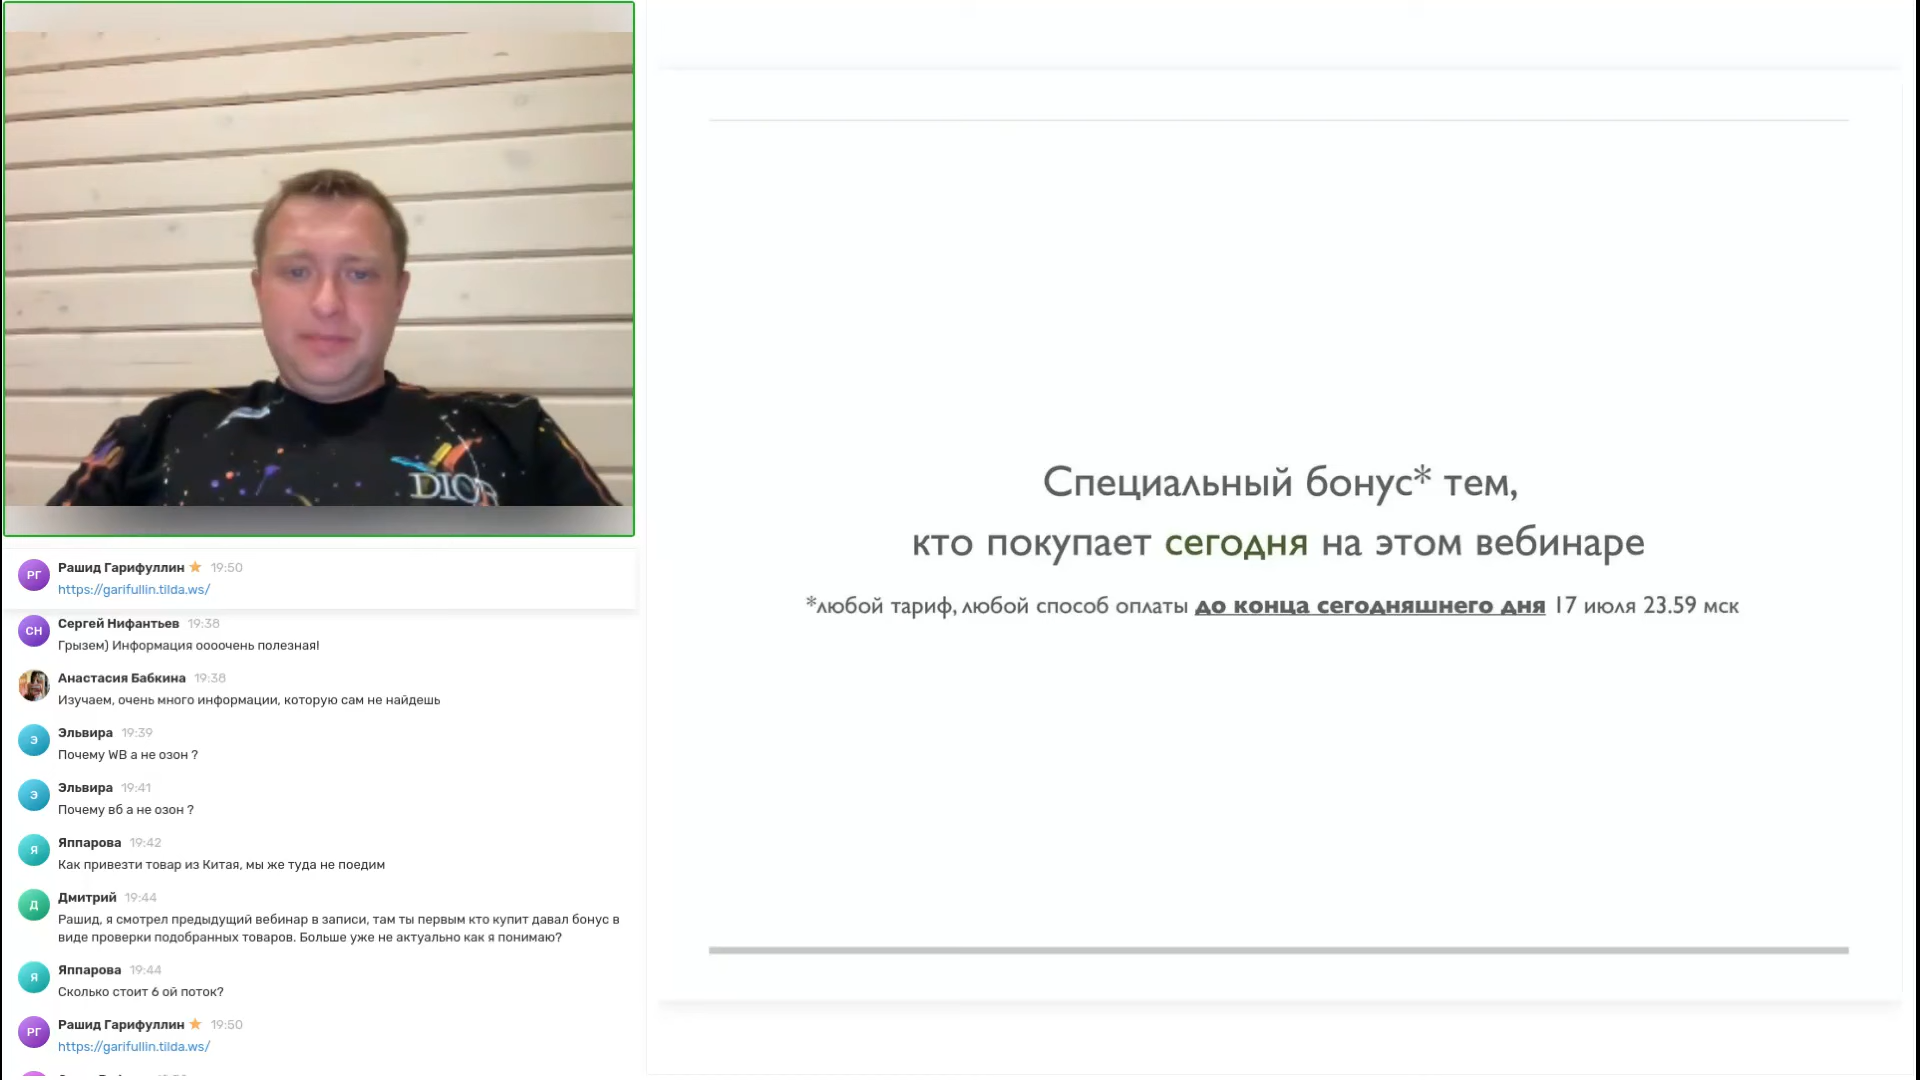 DIOR
РГ
Рашид Гарифуллин 19:50
https://garifullin.tilda.ws/
СН
Сергей Нифантьев 19:38
Грызем) Информация оооочень полезная!
Анастасия Бабкина 19:38
Изучаем, очень много информации, которую сам не найдешь
Э
Эльвира 19:39
Почему WB а не озон ?
Э
Эльвира 19:41
Почему вб а не озон ?
Я
Яппарова 19:42
Как привезти товар из Китая, мы же туда не поедим
Д
Дмитрий 19:44
Рашид, я смотрел предыдущий вебинар в записи, там ты первым кто купит давал бонус в
виде проверки подобранных товаров. Больше уже не актуально как я понимаю?
Я
Яппарова 19:44
Сколько стоит 6 ой поток?
РГ
Рашид Гарифуллин 19:50
https://garifullin.tilda.ws/
Специальный бонус* тем,
кто покупает сегодня на этом вебинаре
*любой тариф, любой способ оплаты до конца сегодняшнего дня 17 июля 23.59 мск